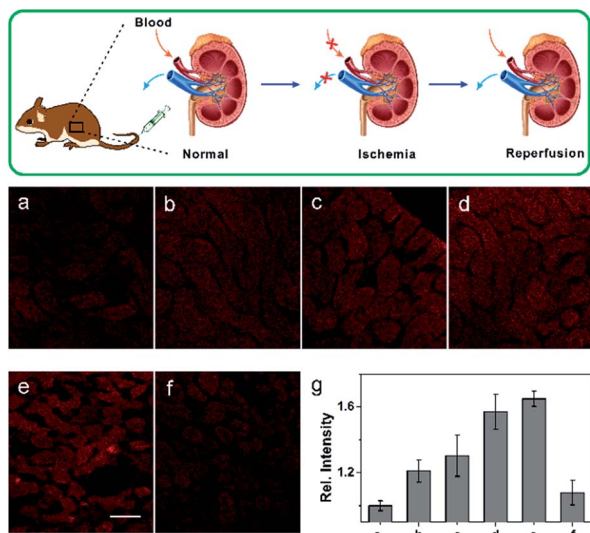 Blood
Normal
Ischemia
Reperfusion
a
b
c
d
e
f
g
Rel. Intensity
1.6
1.2